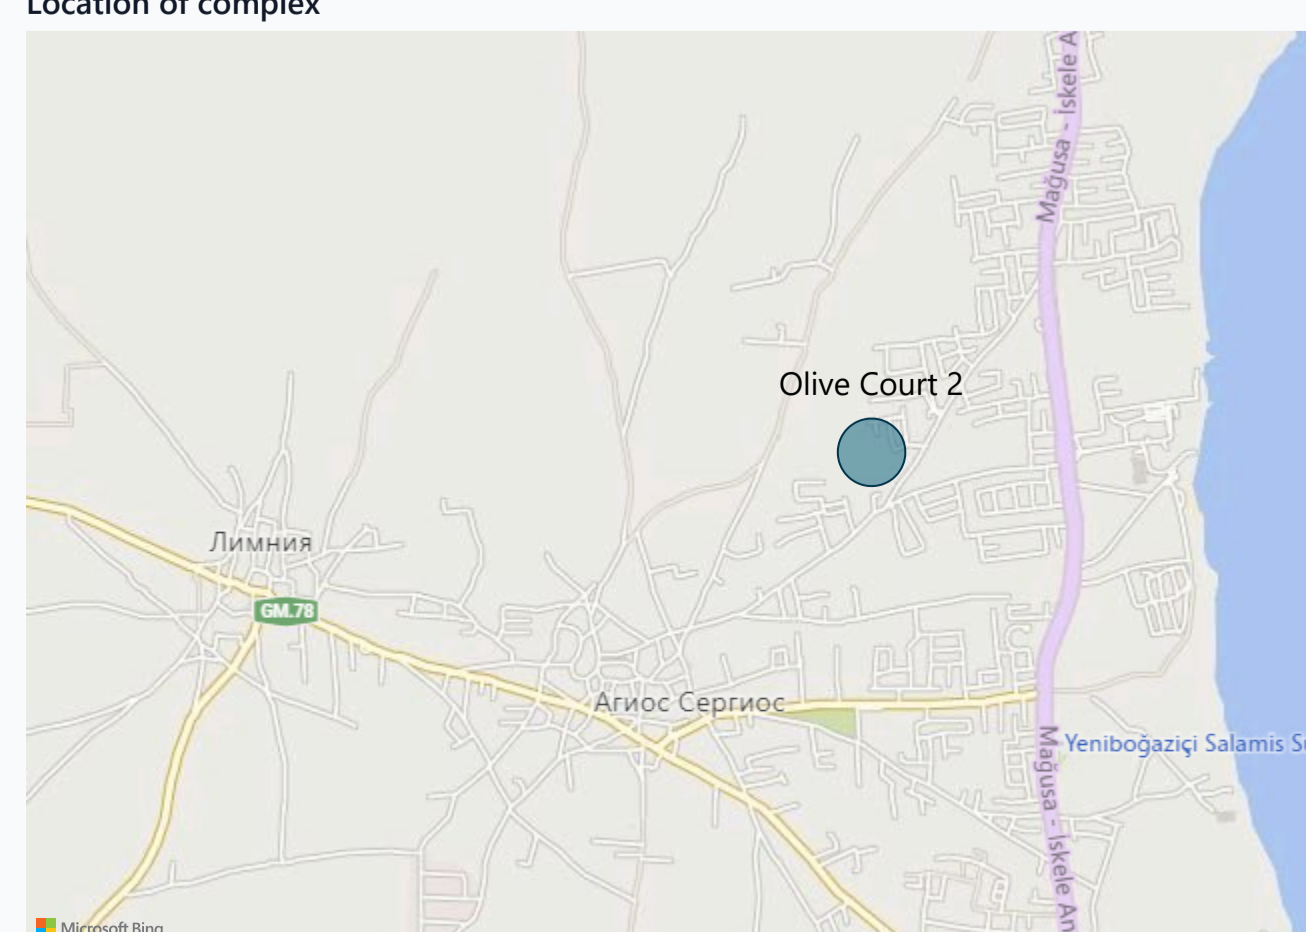 Location of complex
Mağusa - İskele A
Olive Court 2
Лимния
GM.78
Агиос Сергиос
Yeniboğaziçi Salamis S
Mağusa - İskele An
Microsoft Bing